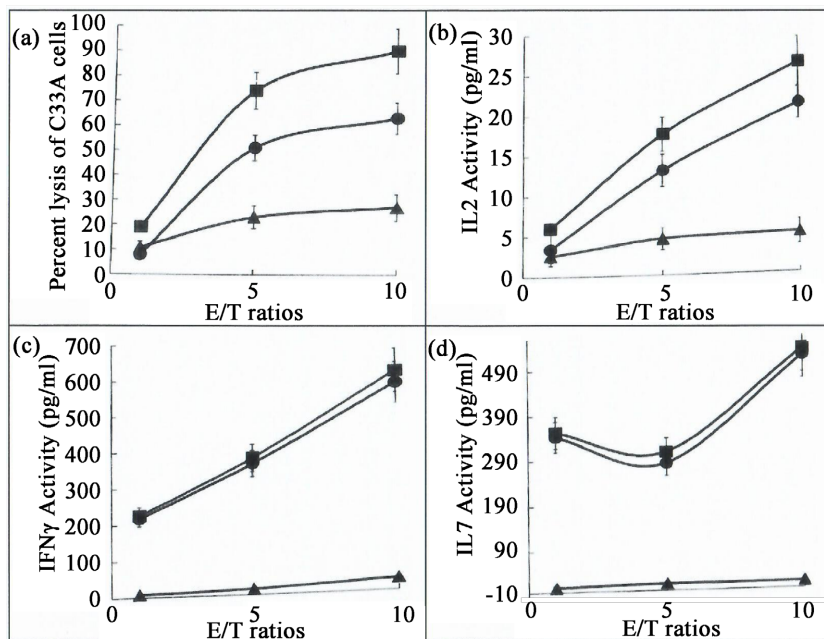 (a)
Percent lysis of C33A cells
100
90
80
70
60
50
40
30
20
10
0
0 5 10
E/T ratios
(b)
IL2 Activity (pg/ml)
30
25
20
15
10
5
0
0 5 10
E/T ratios
(c)
IFNγ Activity (pg/ml)
700
600
500
400
300
200
100
0
0 5 10
E/T ratios
(d)
IL7 Activity (pg/ml)
490
390
290
190
90
-10
0 5 10
E/T ratios